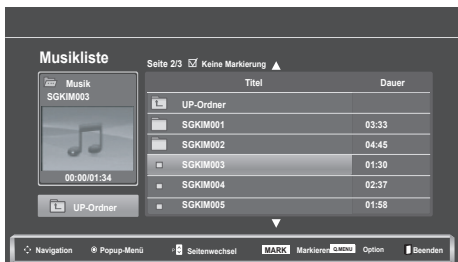 Musikliste
Seite 2/3 ☑ Keine Markierung ▲
Musik
SGKIM003
00:00/01:34
UP-Ordner
Titel Dauer
UP-Ordner
SGKIM001 03:33
SGKIM002 04:45
SGKIM003 01:30
SGKIM004 02:37
SGKIM005 01:58
▼
Navigation Popup-Menü Seitenwechsel MARK Markieren Q.MENU Option Beenden